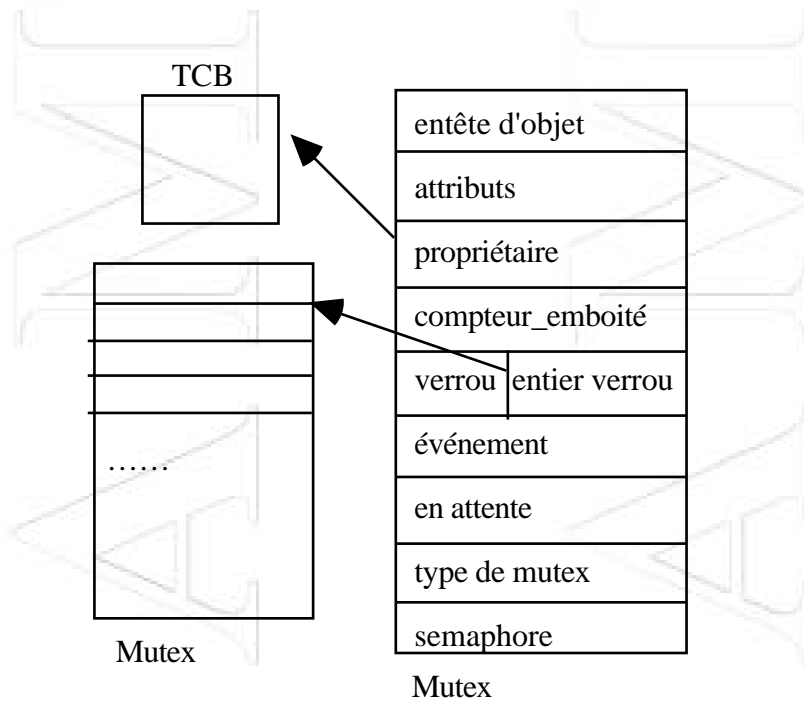 TCB
entête d'objet
attributs
propriétaire
compteur_emboité
verrou entier verrou
événement
en attente
type de mutex
semaphore
......
Mutex
Mutex